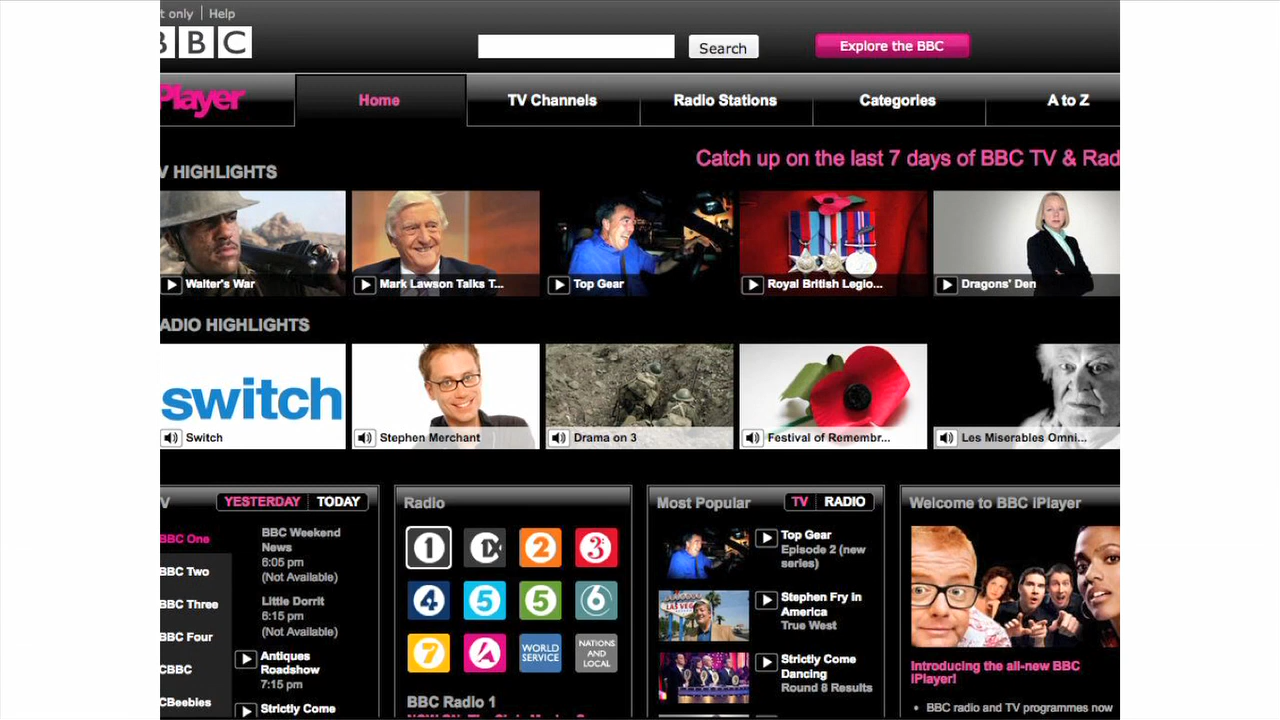 t only | Help
BBC
Search
Explore the BBC
Player
Home
TV Channels
Radio Stations
Categories
A to Z
Catch up on the last 7 days of BBC TV & Rad
V HIGHLIGHTS
Walter's War
Mark Lawson Talks T...
Top Gear
Royal British Legio...
Dragons' Den
ADIO HIGHLIGHTS
switch
Switch
Stephen Merchant
Drama on 3
Festival of Remembr...
Les Miserables Omni...
V
YESTERDAY
TODAY
BBC One
BBC Two
BBC Three
BBC Four
CBBC
CBeebies
BBC Weekend
News
6:05 pm
(Not Available)
Little Dorrit
6:15 pm
(Not Available)
Antiques
Roadshow
7:15 pm
Strictly Come
Radio
1
1X
2
3
4
5
5
6
7
A
WORLD
SERVICE
NATIONS
AND
LOCAL
BBC Radio 1
Most Popular
TV
RADIO
Top Gear
Episode 2 (new
series)
LAS VEGAS
Stephen Fry in
America
True West
Strictly Come
Dancing
Round 8 Results
Welcome to BBC iPlayer
Introducing the all-new BBC
iPlayer!
• BBC radio and TV programmes now